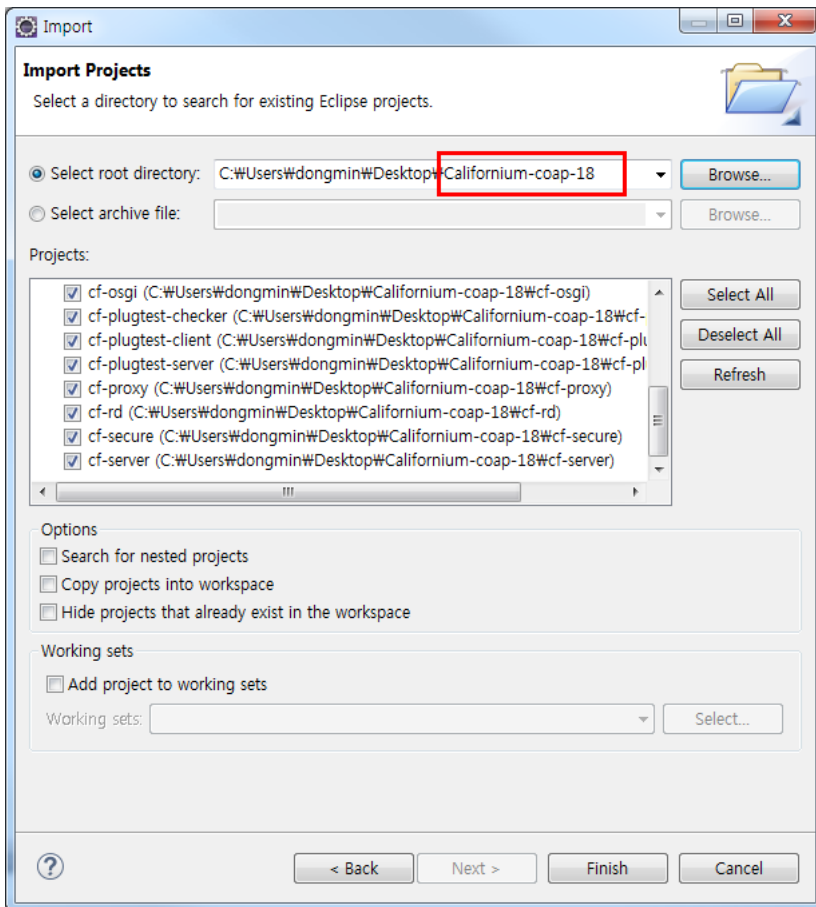 Import
Import Projects
Select a directory to search for existing Eclipse projects.
Select root directory: C:₩Users₩dongmin₩Desktop₩Californium-coap-18 Browse...
Select archive file: Browse...
Projects:
cf-osgi (C:₩Users₩dongmin₩Desktop₩Californium-coap-18₩cf-osgi) Select All
cf-plugtest-checker (C:₩Users₩dongmin₩Desktop₩Californium-coap-18₩cf-
cf-plugtest-client (C:₩Users₩dongmin₩Desktop₩Californium-coap-18₩cf-plu Deselect All
cf-plugtest-server (C:₩Users₩dongmin₩Desktop₩Californium-coap-18₩cf-pl
cf-proxy (C:₩Users₩dongmin₩Desktop₩Californium-coap-18₩cf-proxy) Refresh
cf-rd (C:₩Users₩dongmin₩Desktop₩Californium-coap-18₩cf-rd)
cf-secure (C:₩Users₩dongmin₩Desktop₩Californium-coap-18₩cf-secure)
cf-server (C:₩Users₩dongmin₩Desktop₩Californium-coap-18₩cf-server)
Options
Search for nested projects
Copy projects into workspace
Hide projects that already exist in the workspace
Working sets
Add project to working sets
Working sets: Select...
? < Back Next > Finish Cancel